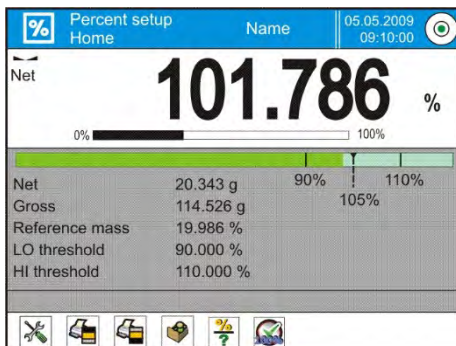 %
Percent setup
Home
Name
05.05.2009
09:10:00
Net
101.786 %
0% 100%
90% 110%
105%
Net 20.343 g
Gross 114.526 g
Reference mass 19.986 %
LO threshold 90.000 %
HI threshold 110.000 %
%
?